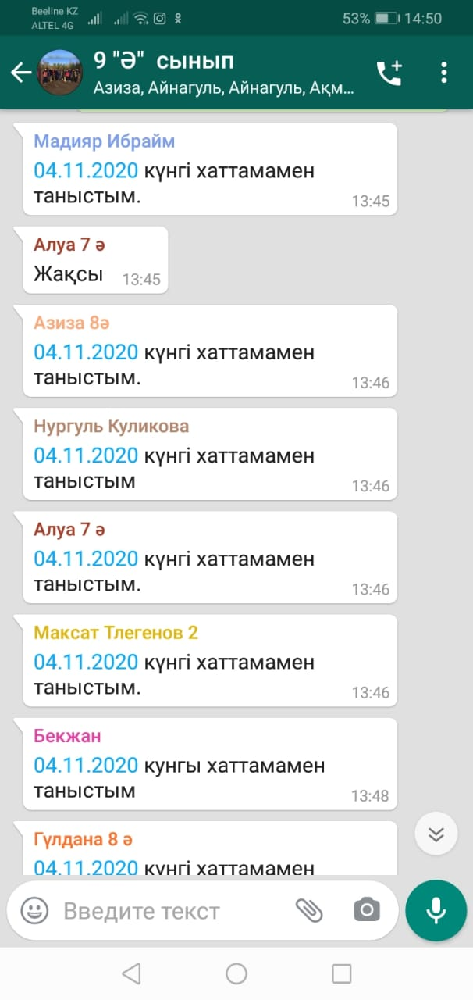 Beeline KZ
ALTEL 4G
53% 14:50
9 "Ә" сынып
Азиза, Айнагуль, Айнагуль, Ақм...
Мадияр Ибрайм
04.11.2020 күнгі хаттамамен
таныстым.
13:45
Алуа 7 ә
Жақсы 13:45
Азиза 8ә
04.11.2020 күнгі хаттамамен
таныстым.
13:46
Нургуль Куликова
04.11.2020 күнгі хаттамамен
таныстым
13:46
Алуа 7 ә
04.11.2020 күнгі хаттамамен
таныстым.
13:46
Максат Тлегенов 2
04.11.2020 күнгі хаттамамен
таныстым.
13:46
Бекжан
04.11.2020 кунгы хаттамамен
таныстым
13:48
Гүлдана 8 ә
04.11.2020 күнгі хаттамамен
Введите текст